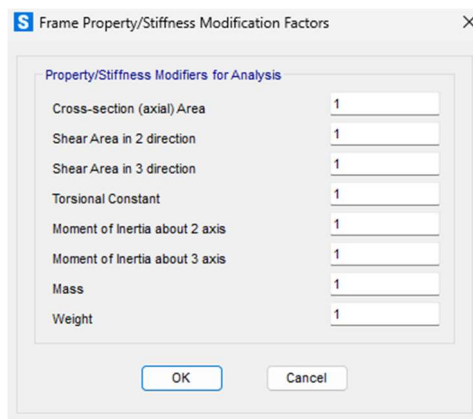 S Frame Property/Stiffness Modification Factors
Property/Stiffness Modifiers for Analysis
Cross-section (axial) Area 1
Shear Area in 2 direction 1
Shear Area in 3 direction 1
Torsional Constant 1
Moment of Inertia about 2 axis 1
Moment of Inertia about 3 axis 1
Mass 1
Weight 1
OK Cancel